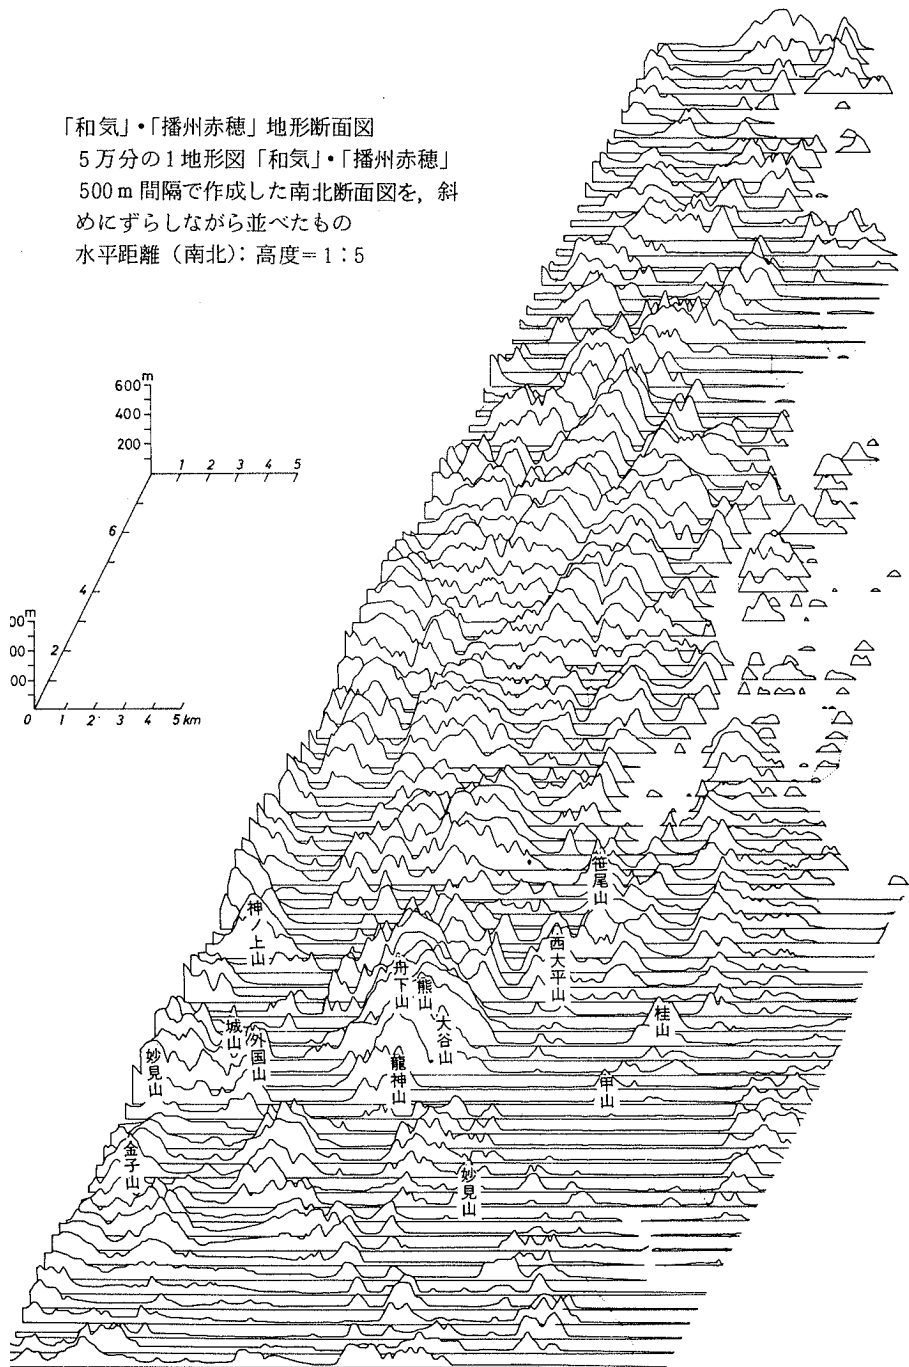 「和気」・「播州赤穂」地形断面図
5万分の1地形図「和気」・「播州赤穂」
500m間隔で作成した南北断面図を，斜
めにずらしながら並べたもの
水平距離（南北）：高度＝1：5
600m
400
200
1 2 3 4 5
6
4
2
00m
00
00
0 1 2 3 4 5km
笹尾山
神ノ上山
西大平山
舟下山
熊山
大谷山
桂山
城山
外国山
妙見山
龍神山
甲山
金子山
妙見山